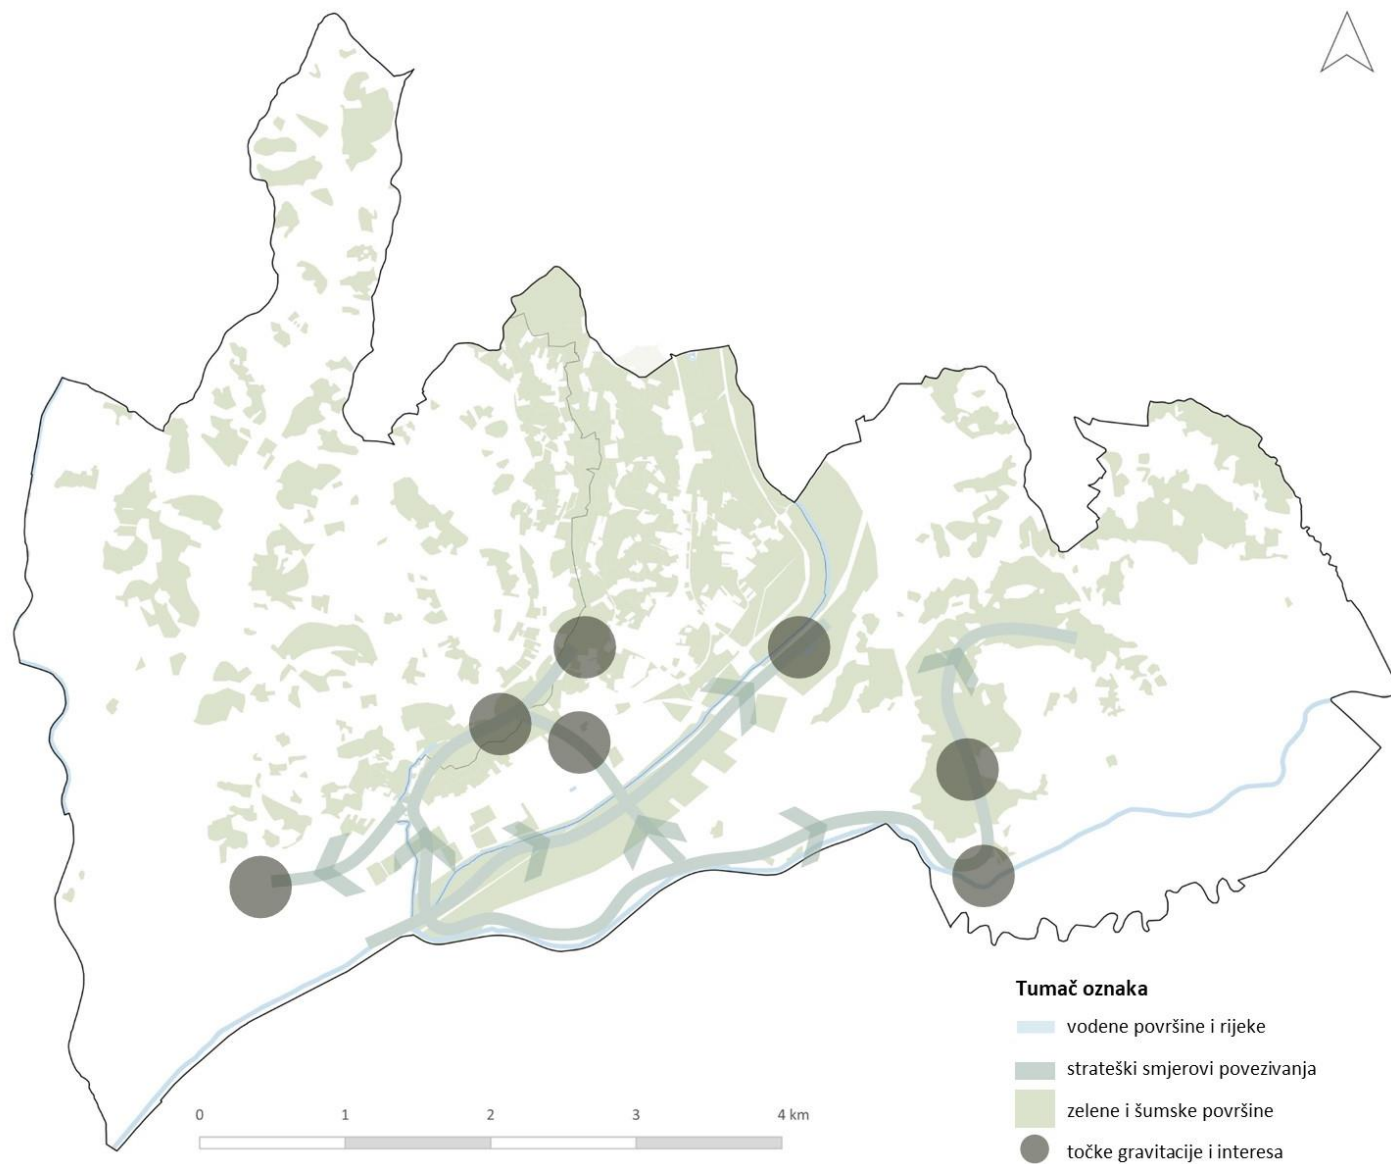 Tumač oznaka
vodene površine i rijeke
strateški smjerovi povezivanja
zelene i šumske površine
točke gravitacije i interesa
0 1 2 3 4 km